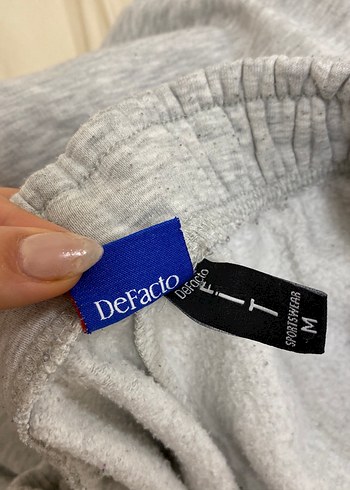 DeFacto
DeFacto
FiT
SPORTSWEAR
M